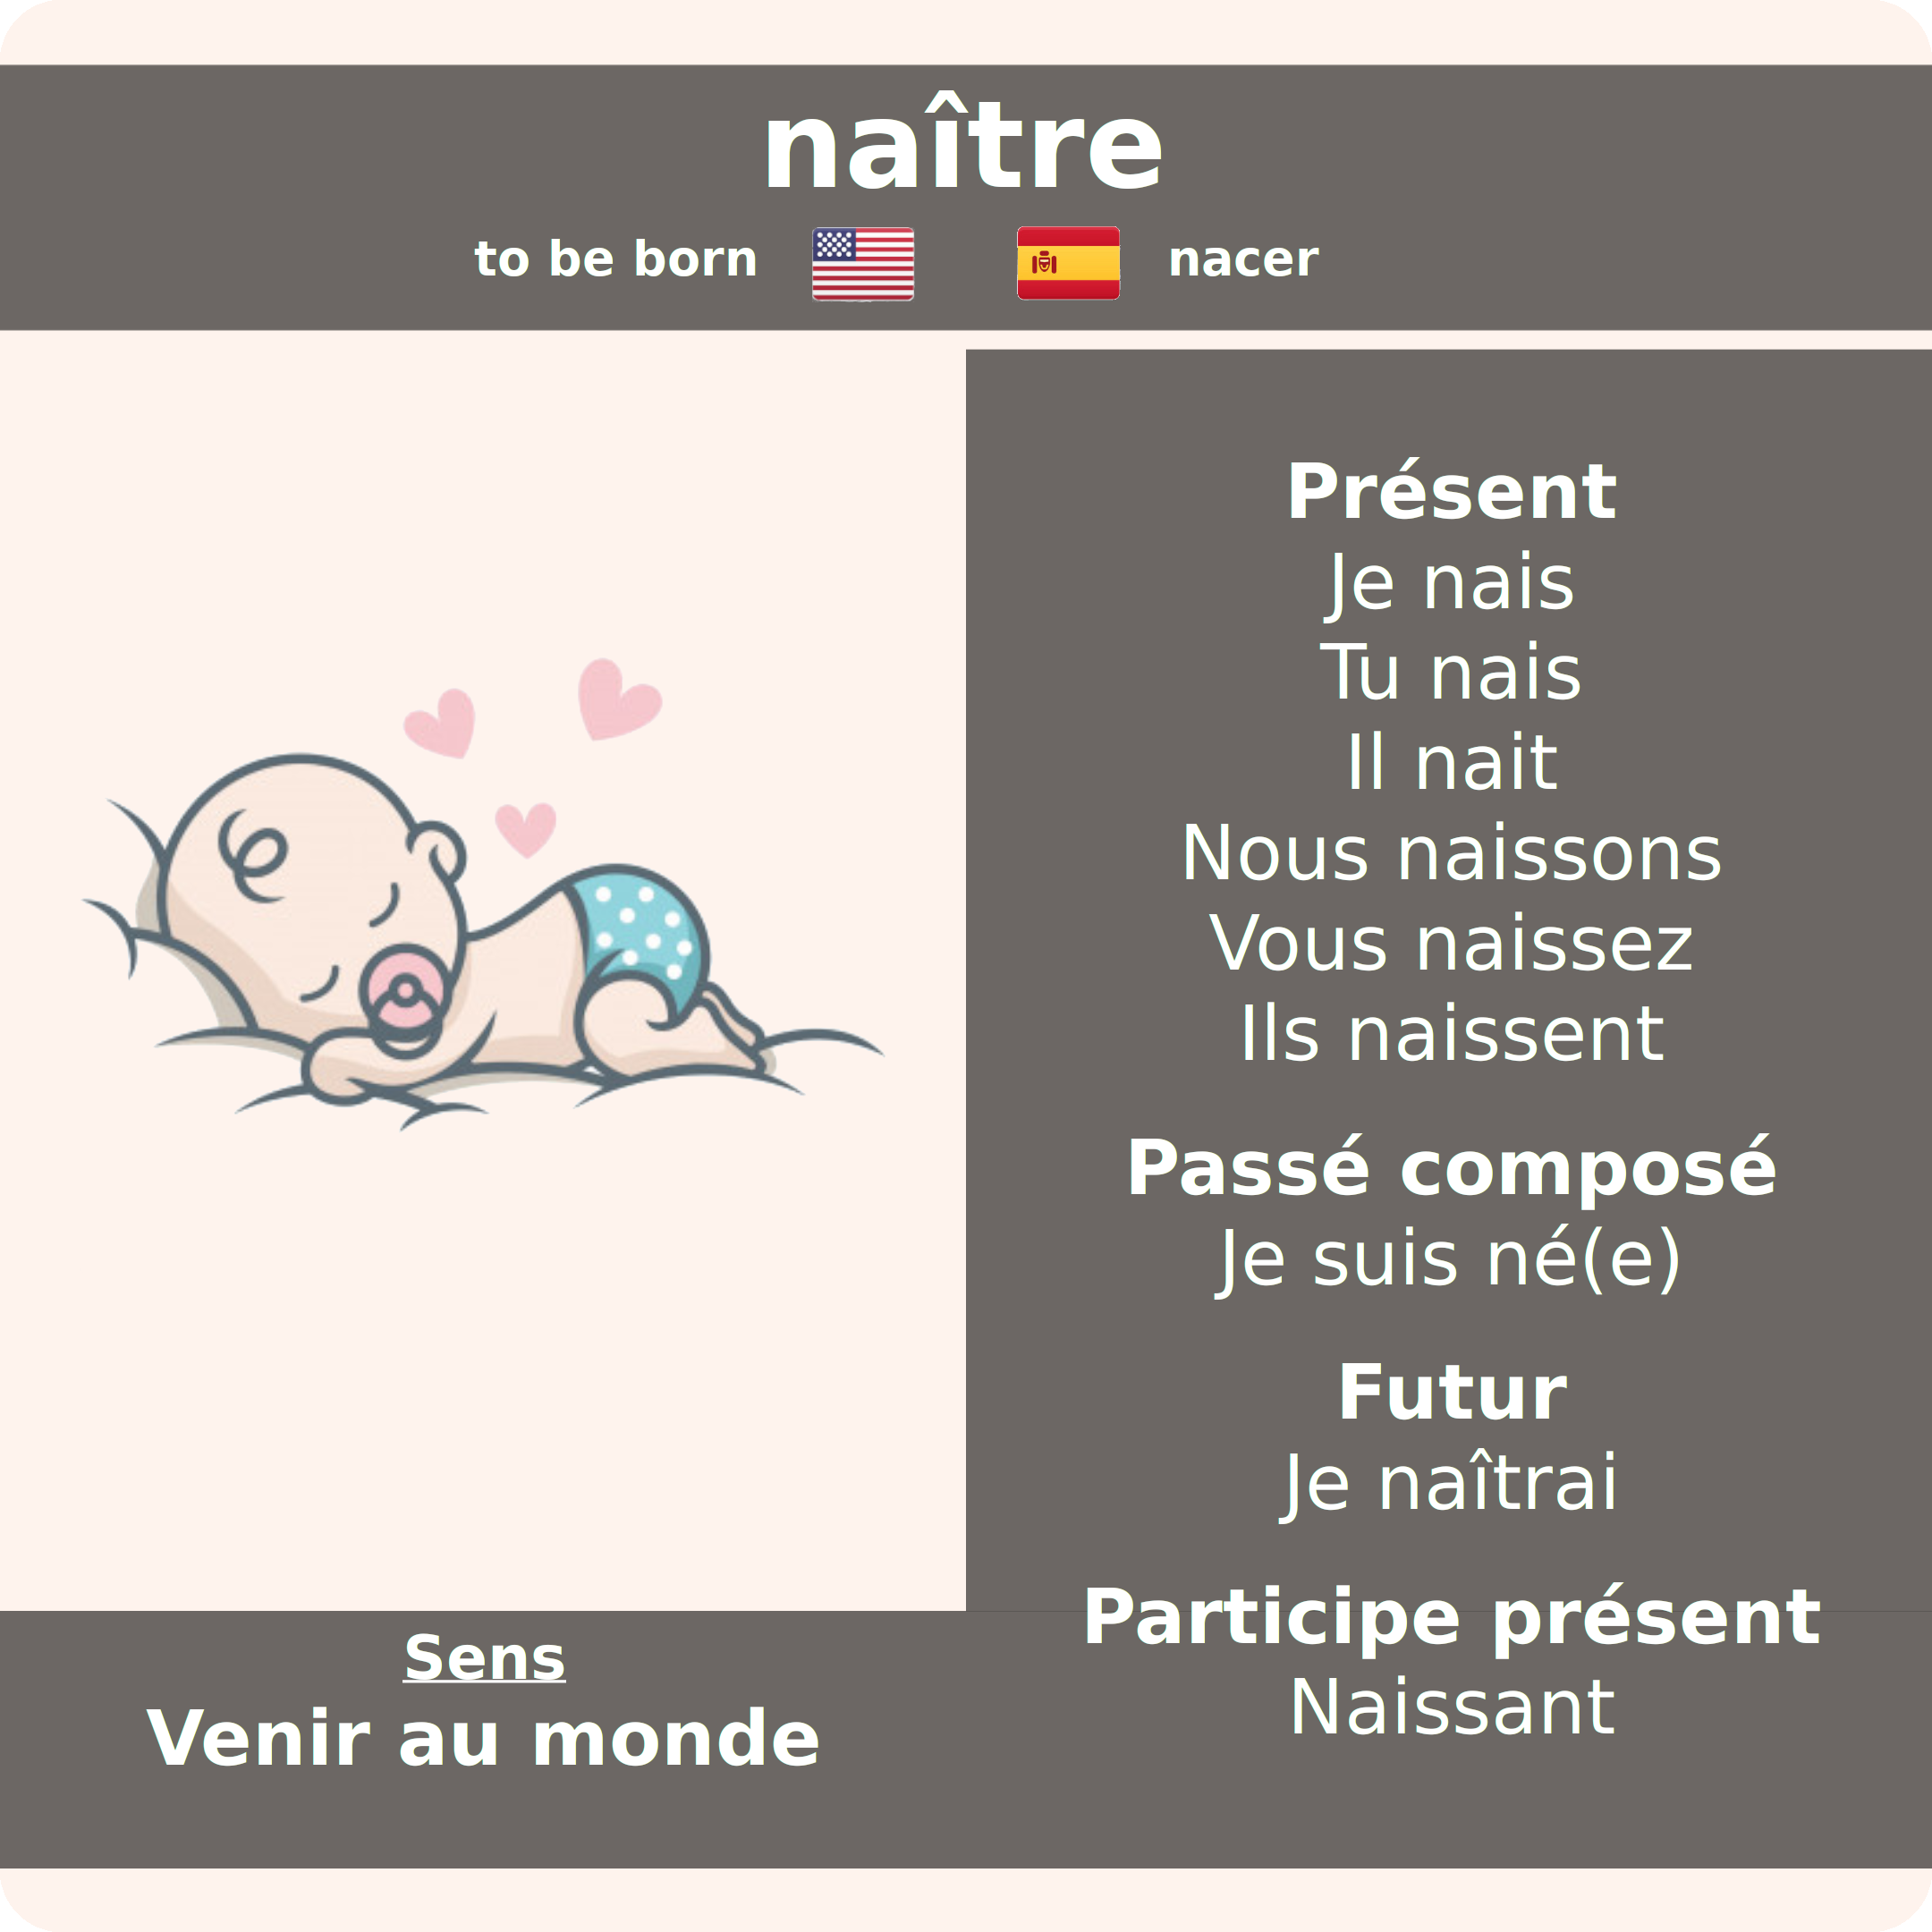 naître
to be born
nacer
Présent
Je nais
Tu nais
Il nait
Nous naissons
Vous naissez
Ils naissent
Passé composé
Je suis né(e)
Futur
Je naîtrai
Participe présent
Naissant
Sens
Venir au monde